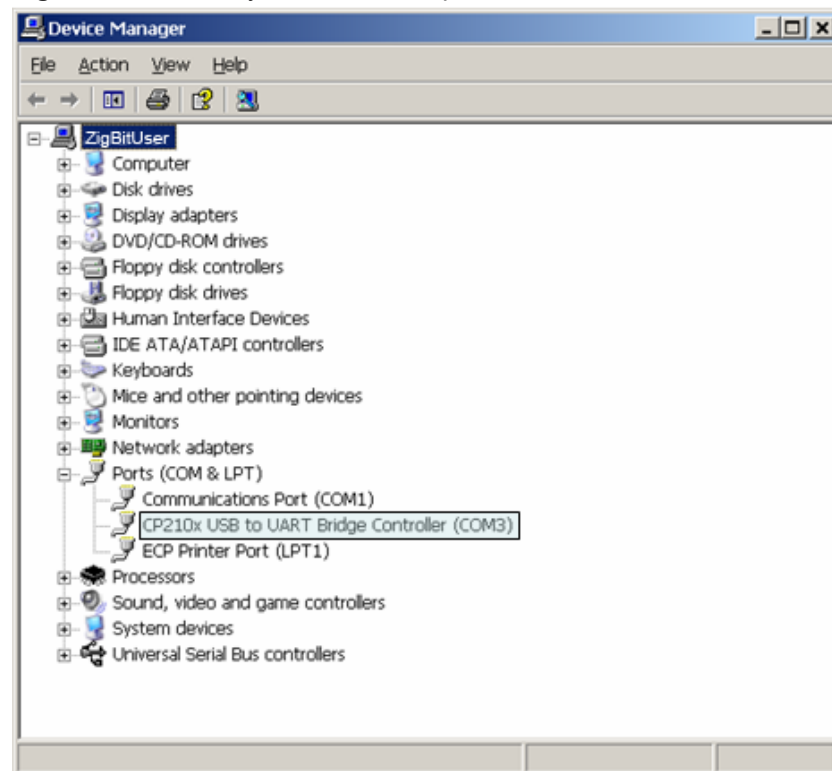 Device Manager
File Action View Help
ZigBitUser
Computer
Disk drives
Display adapters
DVD/CD-ROM drives
Floppy disk controllers
Floppy disk drives
Human Interface Devices
IDE ATA/ATAPI controllers
Keyboards
Mice and other pointing devices
Monitors
Network adapters
Ports (COM & LPT)
Communications Port (COM1)
CP210x USB to UART Bridge Controller (COM3)
ECP Printer Port (LPT1)
Processors
Sound, video and game controllers
System devices
Universal Serial Bus controllers